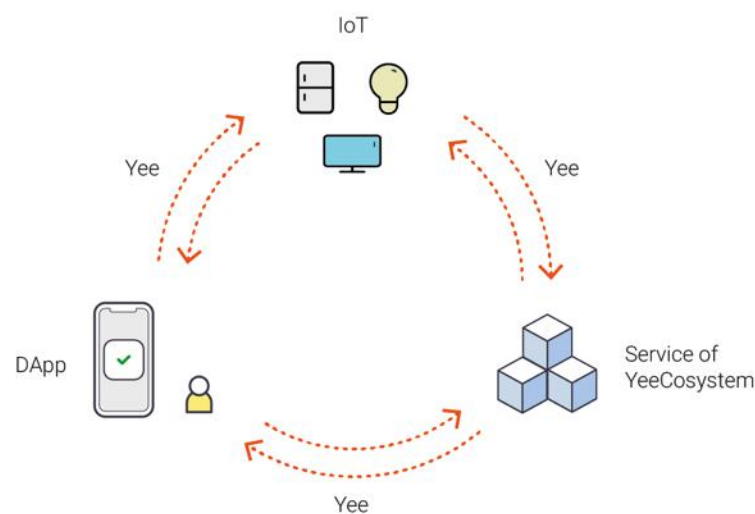 IoT
Yee
Yee
DApp
Service of
YeeCosystem
Yee